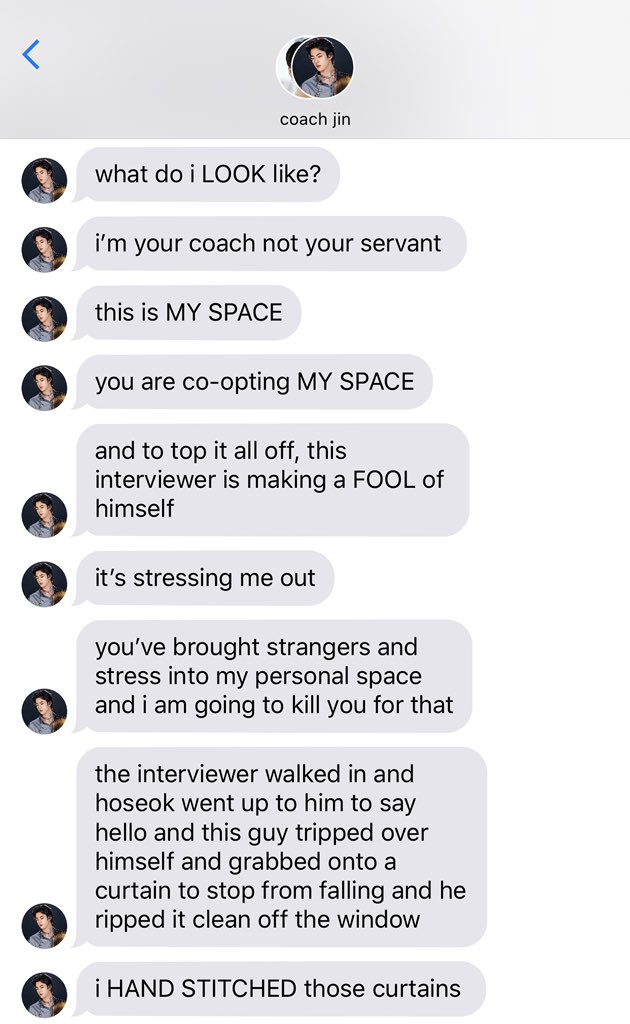 coach jin
what do i LOOK like?
i’m your coach not your servant
this is MY SPACE
you are co-opting MY SPACE
and to top it all off, this
interviewer is making a FOOL of
himself
it’s stressing me out
you’ve brought strangers and
stress into my personal space
and i am going to kill you for that
the interviewer walked in and
hoseok went up to him to say
hello and this guy tripped over
himself and grabbed onto a
curtain to stop from falling and he
ripped it clean off the window
i HAND STITCHED those curtains